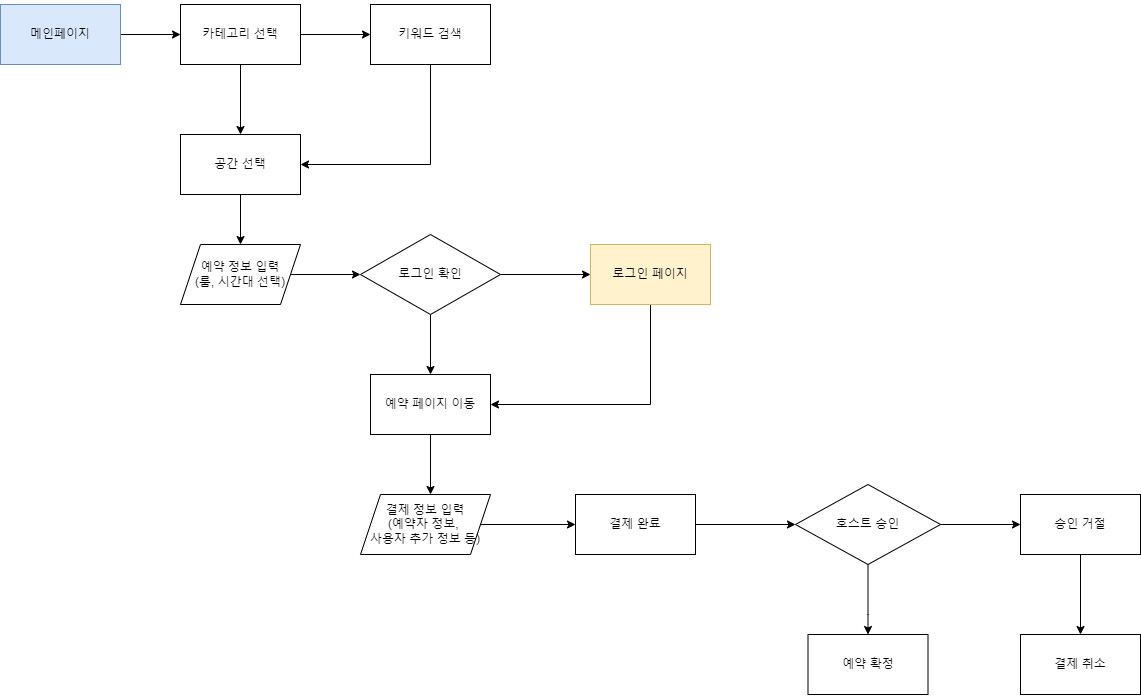 메인페이지
카테고리 선택
키워드 검색
공간 선택
예약 정보 입력
(룸, 시간대 선택)
로그인 확인
로그인 페이지
예약 페이지 이동
결제 정보 입력
(예약자 정보,
사용자 추가 정보 등)
결제 완료
호스트 승인
승인 거절
예약 확정
결제 취소